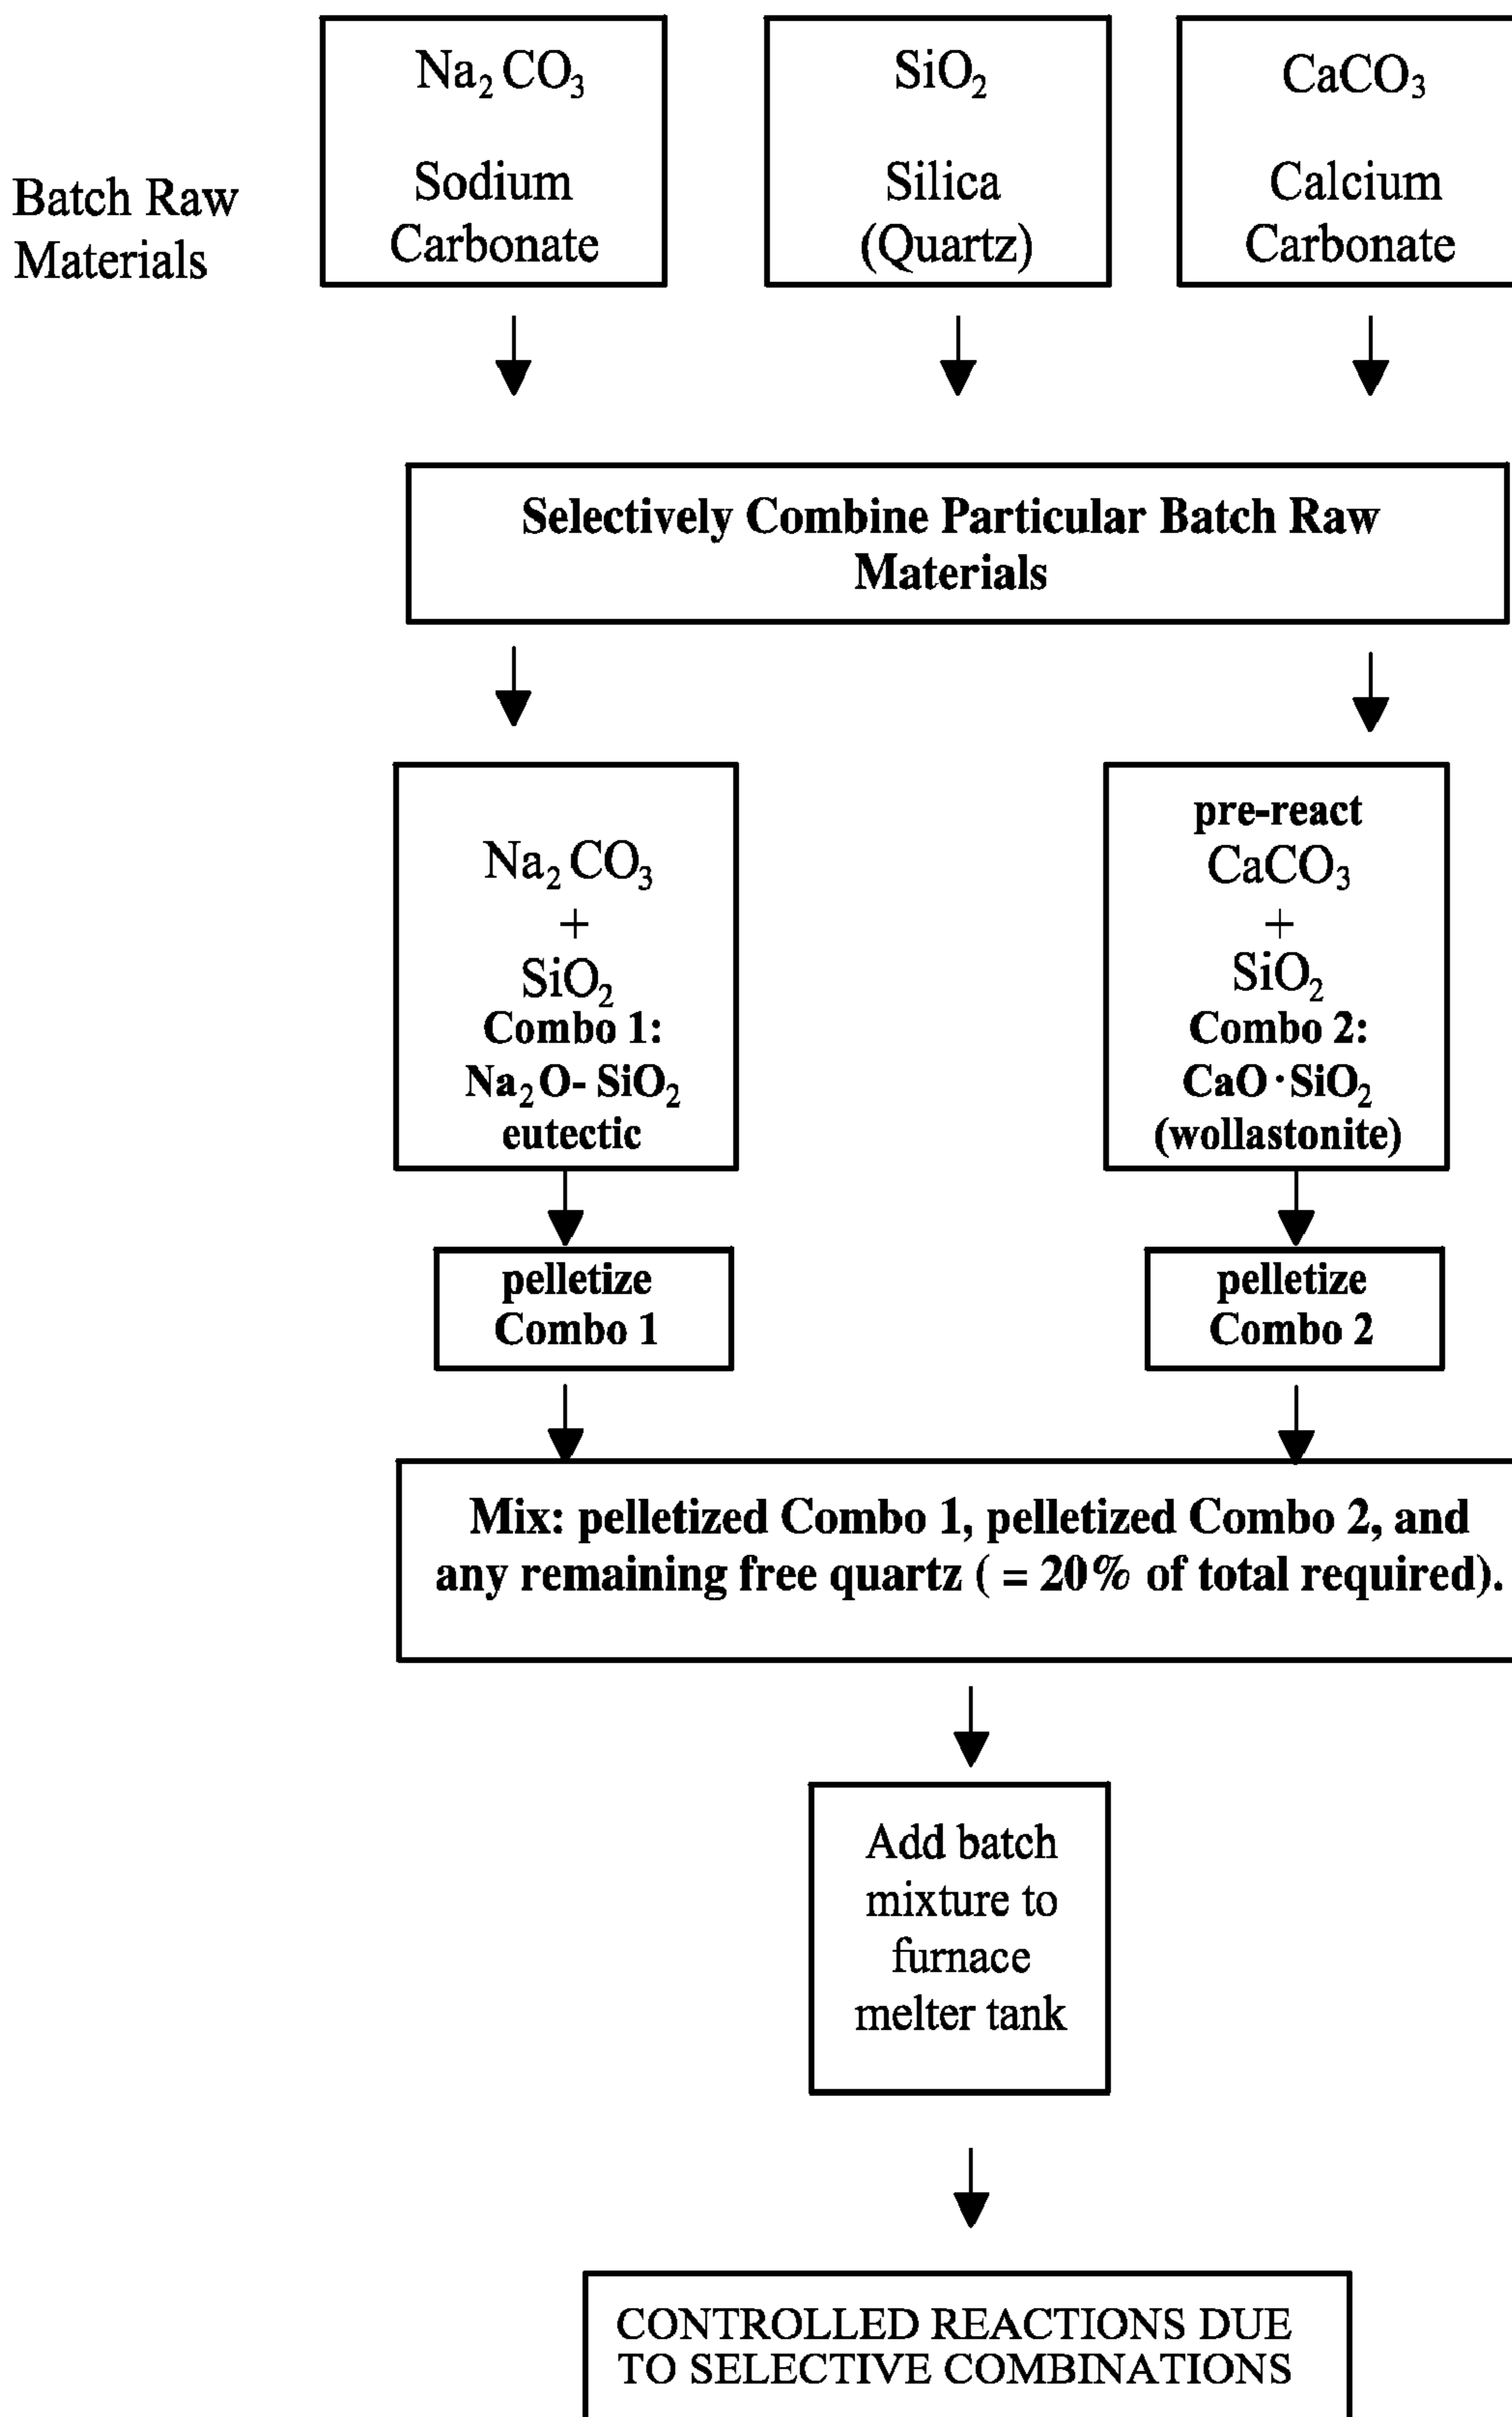 Batch Raw
Materials
Na₂ CO₃
Sodium
Carbonate
SiO₂
Silica
(Quartz)
CaCO₃
Calcium
Carbonate
Selectively Combine Particular Batch Raw
Materials
Na₂ CO₃
+
SiO₂
Combo 1:
Na₂ O- SiO₂
eutectic
pre-react
CaCO₃
+
SiO₂
Combo 2:
CaO · SiO₂
(wollastonite)
pelletize
Combo 1
pelletize
Combo 2
Mix: pelletized Combo 1, pelletized Combo 2, and
any remaining free quartz ( = 20% of total required).
Add batch
mixture to
furnace
melter tank
CONTROLLED REACTIONS DUE
TO SELECTIVE COMBINATIONS